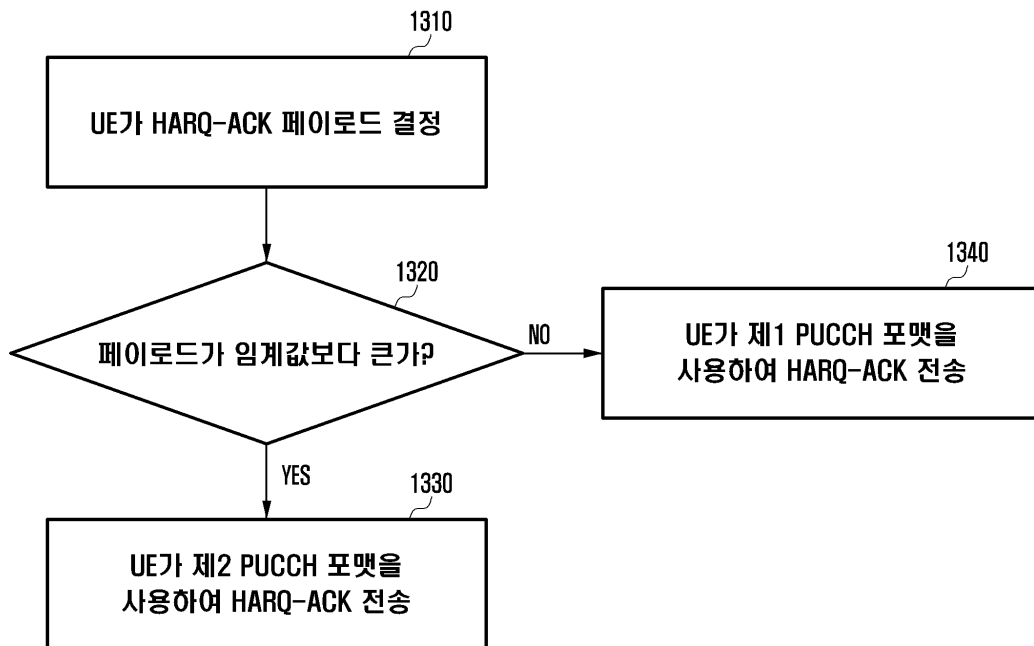 1310
UE가 HARQ-ACK 페이로드 결정
1320
페이로드가 임계값보다 큰가?
NO
1340
UE가 제1 PUCCH 포맷을
사용하여 HARQ-ACK 전송
YES
1330
UE가 제2 PUCCH 포맷을
사용하여 HARQ-ACK 전송